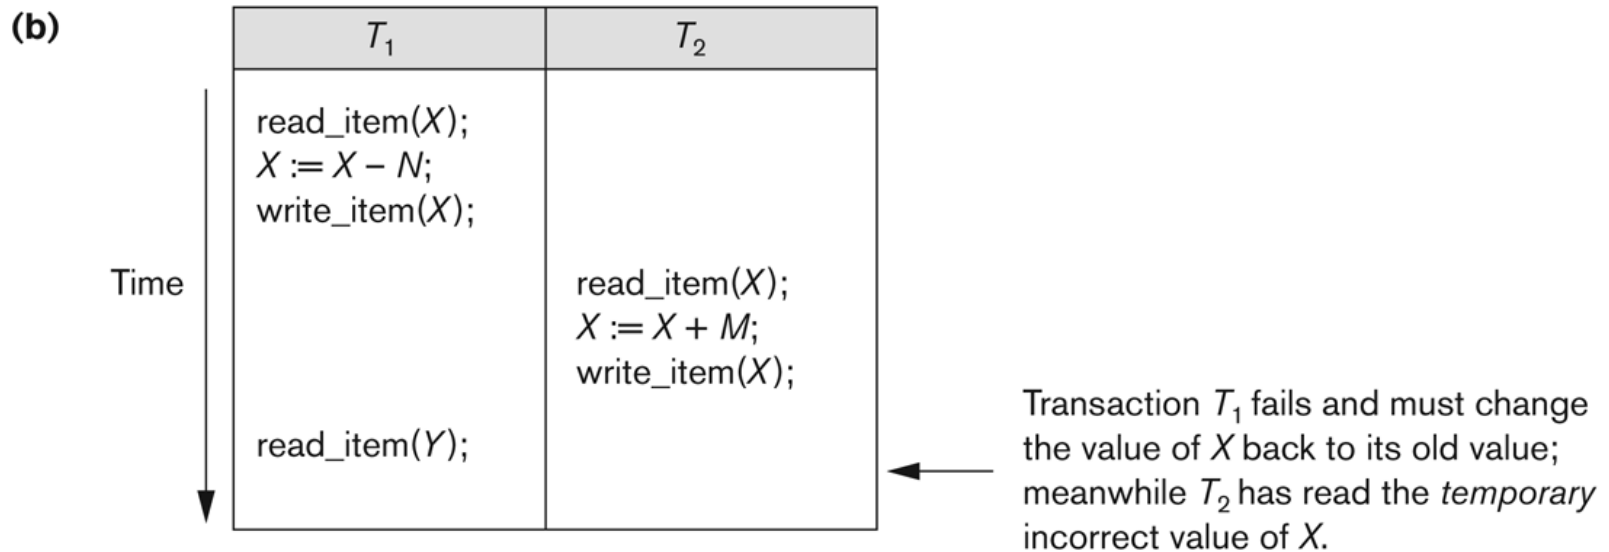 (b)
T₁ T₂
read_item(X);
X := X – N;
write_item(X);
Time
read_item(X);
X := X + M;
write_item(X);
read_item(Y);
Transaction T₁ fails and must change
the value of X back to its old value;
meanwhile T₂ has read the temporary
incorrect value of X.